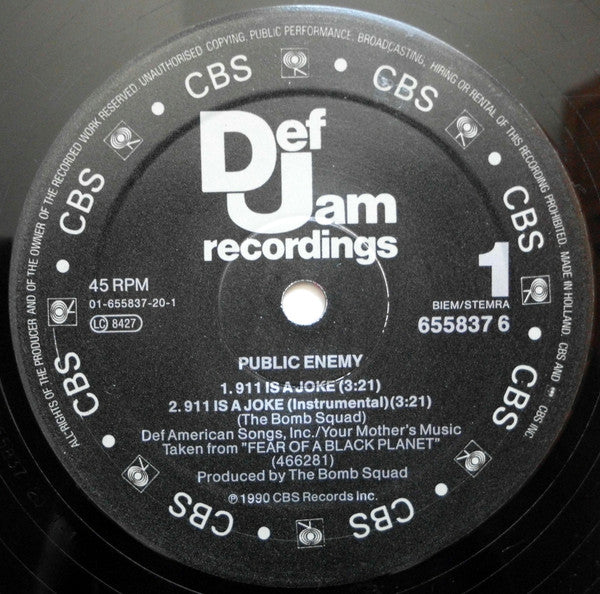 Def
Jam
recordings
1
45 RPM
01-655837-20-1
LC 8427
BIEM/STEMRA
655837 6
PUBLIC ENEMY
1. 911 IS A JOKE (3:21)
2. 911 IS A JOKE (Instrumental) (3:21)
(The Bomb Squad)
Def American Songs, Inc./Your Mother's Music
Taken from "FEAR OF A BLACK PLANET"
(466281)
Produced by The Bomb Squad
℗ 1990 CBS Records Inc.
ALL RIGHTS OF THE PRODUCER AND OF THE OWNER OF THE RECORDED WORK RESERVED. UNAUTHORISED COPYING, PUBLIC PERFORMANCE, BROADCASTING, HIRING OR RENTAL OF THIS RECORDING PROHIBITED. MADE IN HOLLAND. CBS AND CBS INC.
CBS
CBS
CBS
CBS
CBS
CBS
CBS
CBS
CBS